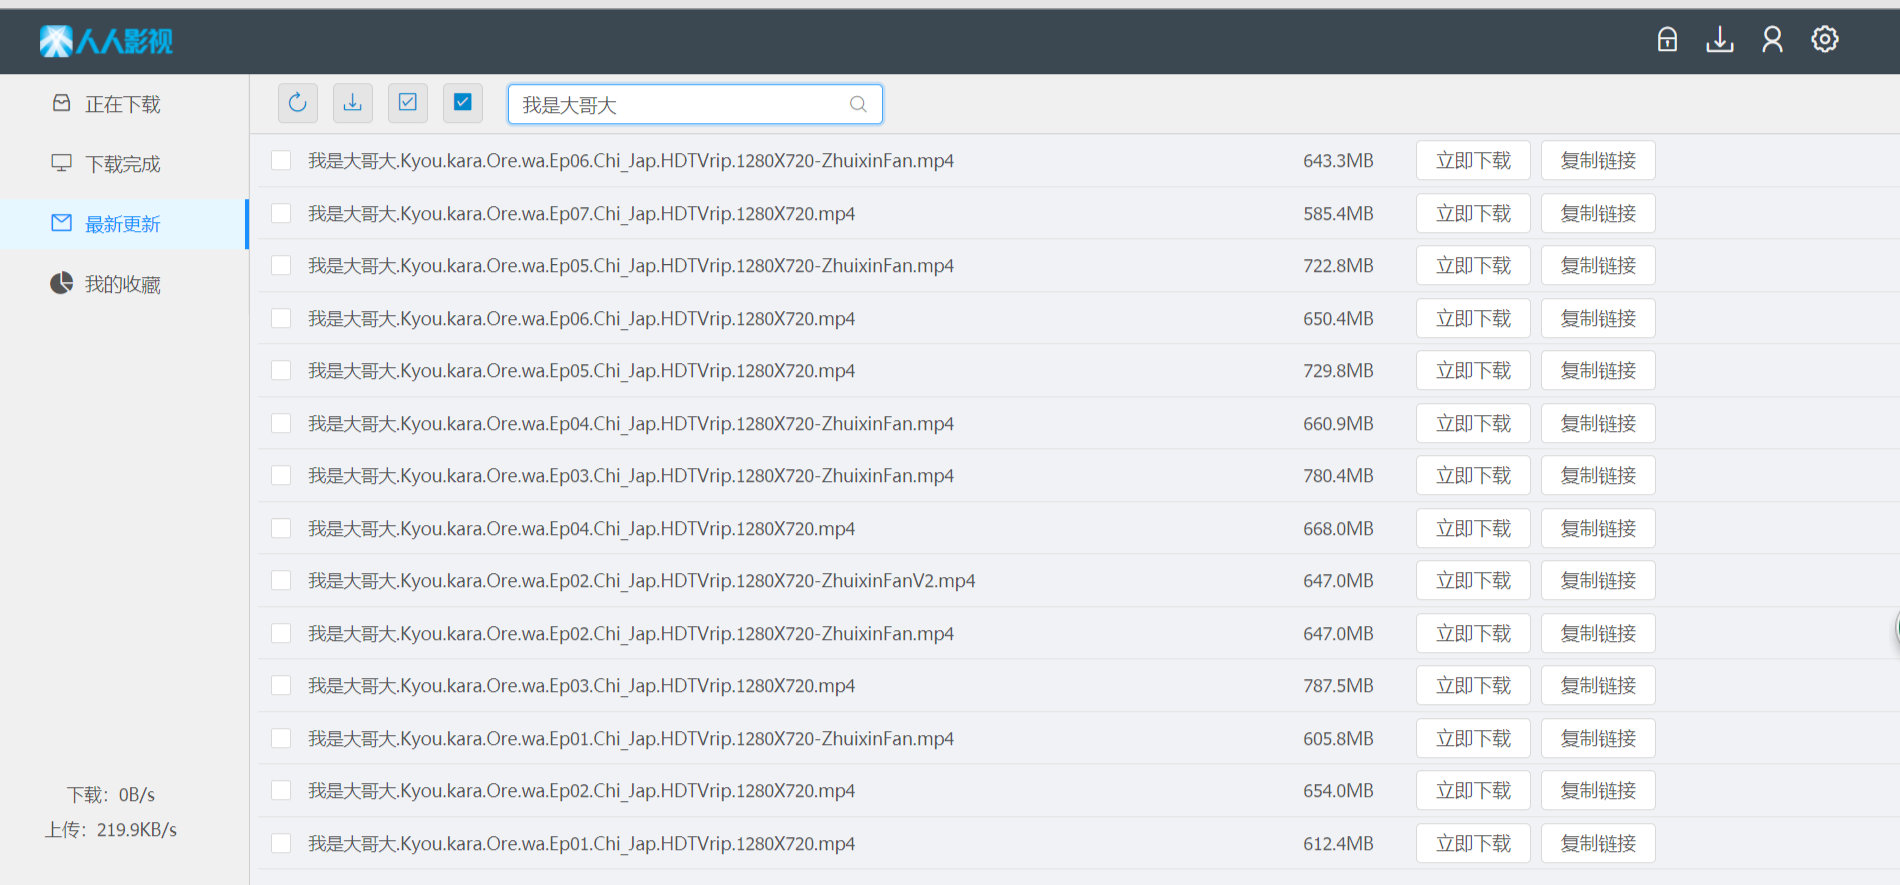 人人影视
正在下载
下载完成
最新更新
我的收藏
下载：0B/s
上传：219.9KB/s
我是大哥大
我是大哥大.Kyou.kara.Ore.wa.Ep06.Chi_Jap.HDTVrip.1280X720-ZhuixinFan.mp4 643.3MB 立即下载 复制链接
我是大哥大.Kyou.kara.Ore.wa.Ep07.Chi_Jap.HDTVrip.1280X720.mp4 585.4MB 立即下载 复制链接
我是大哥大.Kyou.kara.Ore.wa.Ep05.Chi_Jap.HDTVrip.1280X720-ZhuixinFan.mp4 722.8MB 立即下载 复制链接
我是大哥大.Kyou.kara.Ore.wa.Ep06.Chi_Jap.HDTVrip.1280X720.mp4 650.4MB 立即下载 复制链接
我是大哥大.Kyou.kara.Ore.wa.Ep05.Chi_Jap.HDTVrip.1280X720.mp4 729.8MB 立即下载 复制链接
我是大哥大.Kyou.kara.Ore.wa.Ep04.Chi_Jap.HDTVrip.1280X720-ZhuixinFan.mp4 660.9MB 立即下载 复制链接
我是大哥大.Kyou.kara.Ore.wa.Ep03.Chi_Jap.HDTVrip.1280X720-ZhuixinFan.mp4 780.4MB 立即下载 复制链接
我是大哥大.Kyou.kara.Ore.wa.Ep04.Chi_Jap.HDTVrip.1280X720.mp4 668.0MB 立即下载 复制链接
我是大哥大.Kyou.kara.Ore.wa.Ep02.Chi_Jap.HDTVrip.1280X720-ZhuixinFanV2.mp4 647.0MB 立即下载 复制链接
我是大哥大.Kyou.kara.Ore.wa.Ep02.Chi_Jap.HDTVrip.1280X720-ZhuixinFan.mp4 647.0MB 立即下载 复制链接
我是大哥大.Kyou.kara.Ore.wa.Ep03.Chi_Jap.HDTVrip.1280X720.mp4 787.5MB 立即下载 复制链接
我是大哥大.Kyou.kara.Ore.wa.Ep01.Chi_Jap.HDTVrip.1280X720-ZhuixinFan.mp4 605.8MB 立即下载 复制链接
我是大哥大.Kyou.kara.Ore.wa.Ep02.Chi_Jap.HDTVrip.1280X720.mp4 654.0MB 立即下载 复制链接
我是大哥大.Kyou.kara.Ore.wa.Ep01.Chi_Jap.HDTVrip.1280X720.mp4 612.4MB 立即下载 复制链接